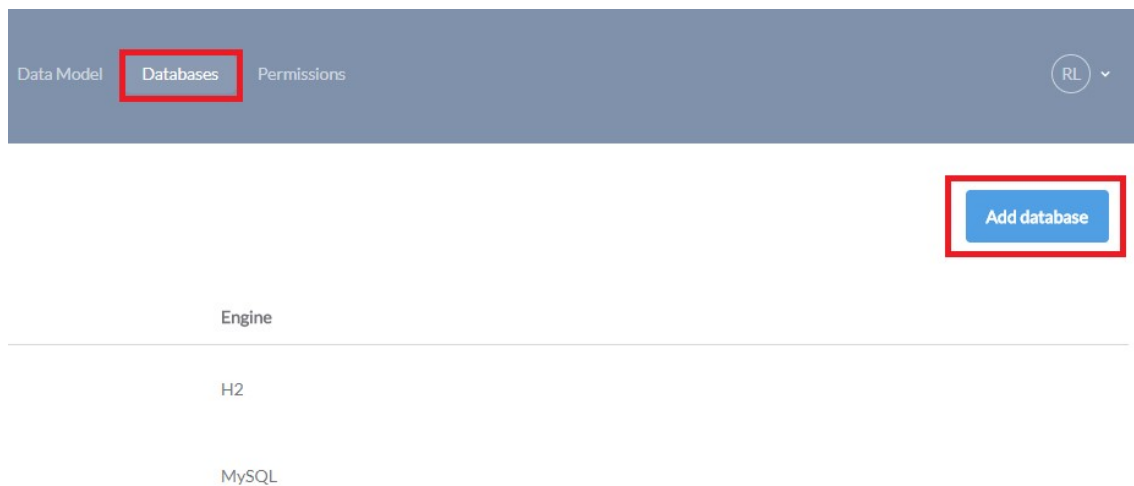 Data Model Databases Permissions RL
Add database
Engine
H2
MySQL